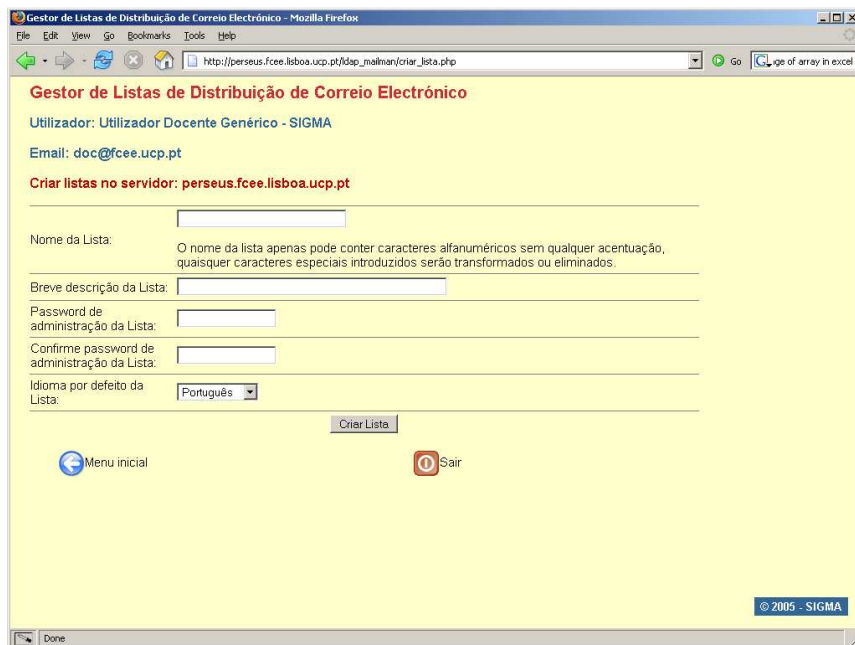 Gestor de Listas de Distribuição de Correio Electrónico - Mozilla Firefox
File Edit View Go Bookmarks Tools Help
http://perseus.fcee.lisboa.ucp.pt/ldap_mailman/criar_lista.php Go ge of array in excel
Gestor de Listas de Distribuição de Correio Electrónico
Utilizador: Utilizador Docente Genérico - SIGMA
Email: doc@fcee.ucp.pt
Criar listas no servidor: perseus.fcee.lisboa.ucp.pt
Nome da Lista:
O nome da lista apenas pode conter caracteres alfanuméricos sem qualquer acentuação,
quaisquer caracteres especiais introduzidos serão transformados ou eliminados.
Breve descrição da Lista:
Password de
administração da Lista:
Confirme password de
administração da Lista:
Idioma por defeito da
Lista:
Português
Criar Lista
Menu inicial Sair
© 2005 - SIGMA
Done